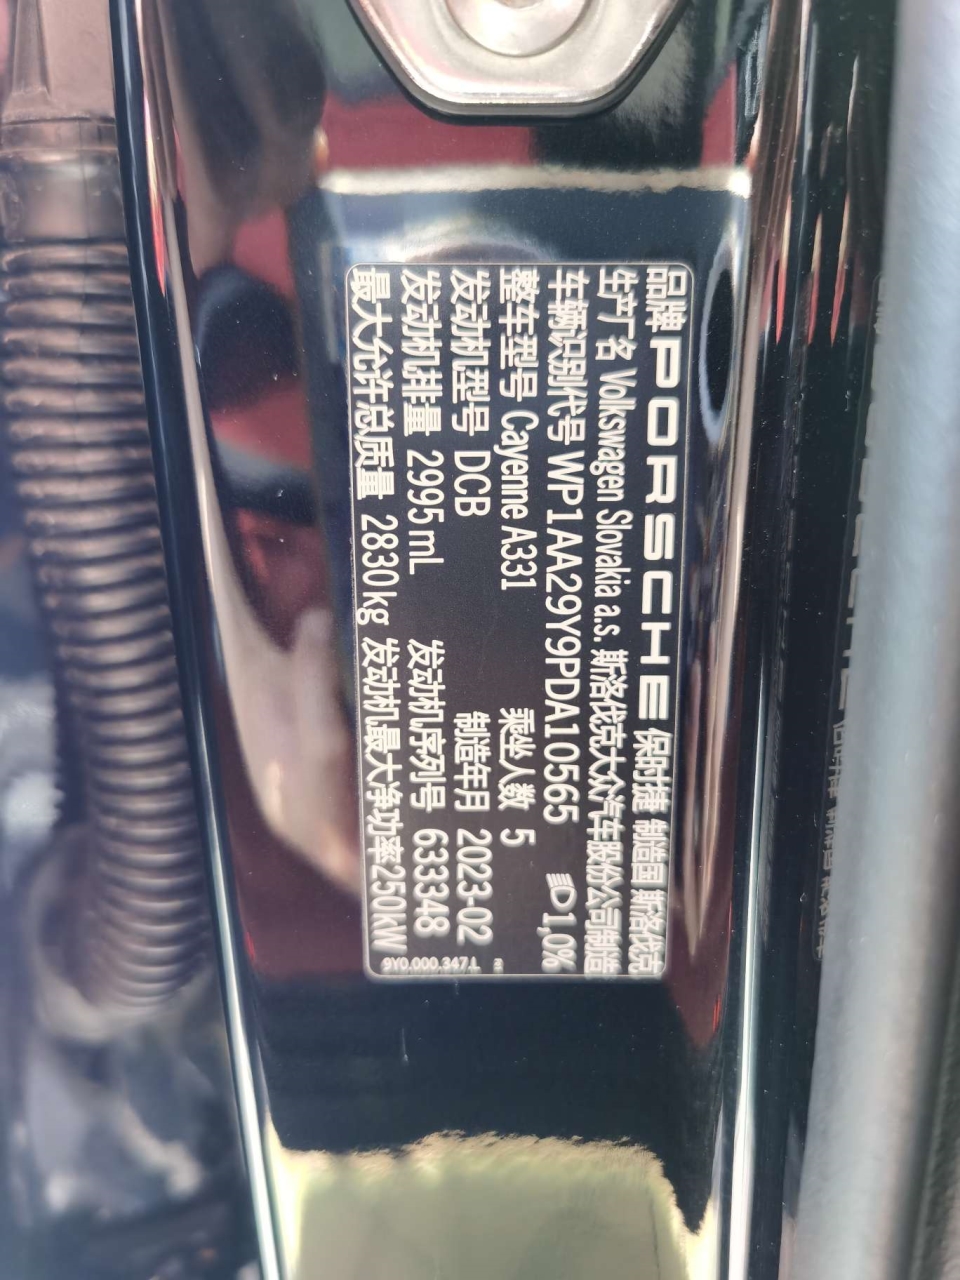 品牌 PORSCHE 保时捷 制造国 斯洛伐克
生产厂名 Volkswagen Slovakia a.s. 斯洛伐克大众汽车股份公司制造
车辆识别代号 WP1AA29Y9PDA10565 1,0%
整车型号 Cayenne A331 乘坐人数 5
发动机型号 DCB 制造年月 2023-02
发动机排量 2995 mL 发动机序列号 633348
最大允许总质量 2830kg 发动机最大净功率250KW
9Y0.000.347.L